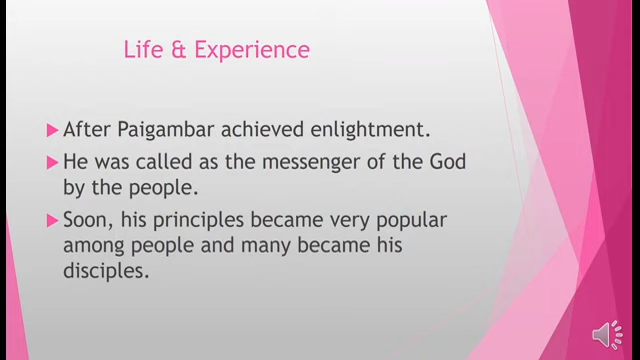 Life & Experience
After Paigambar achieved enlightment.
He was called as the messenger of the God
by the people.
Soon, his principles became very popular
among people and many became his
disciples.